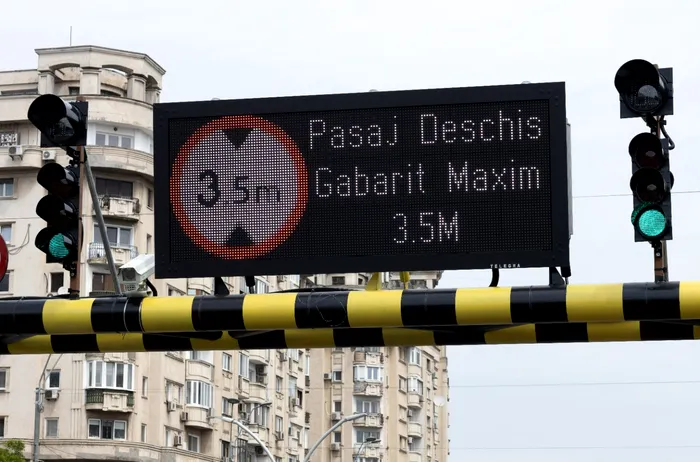 3.5m
Pasaj Deschis
Gabarit Maxim
3.5M
TELEGRA